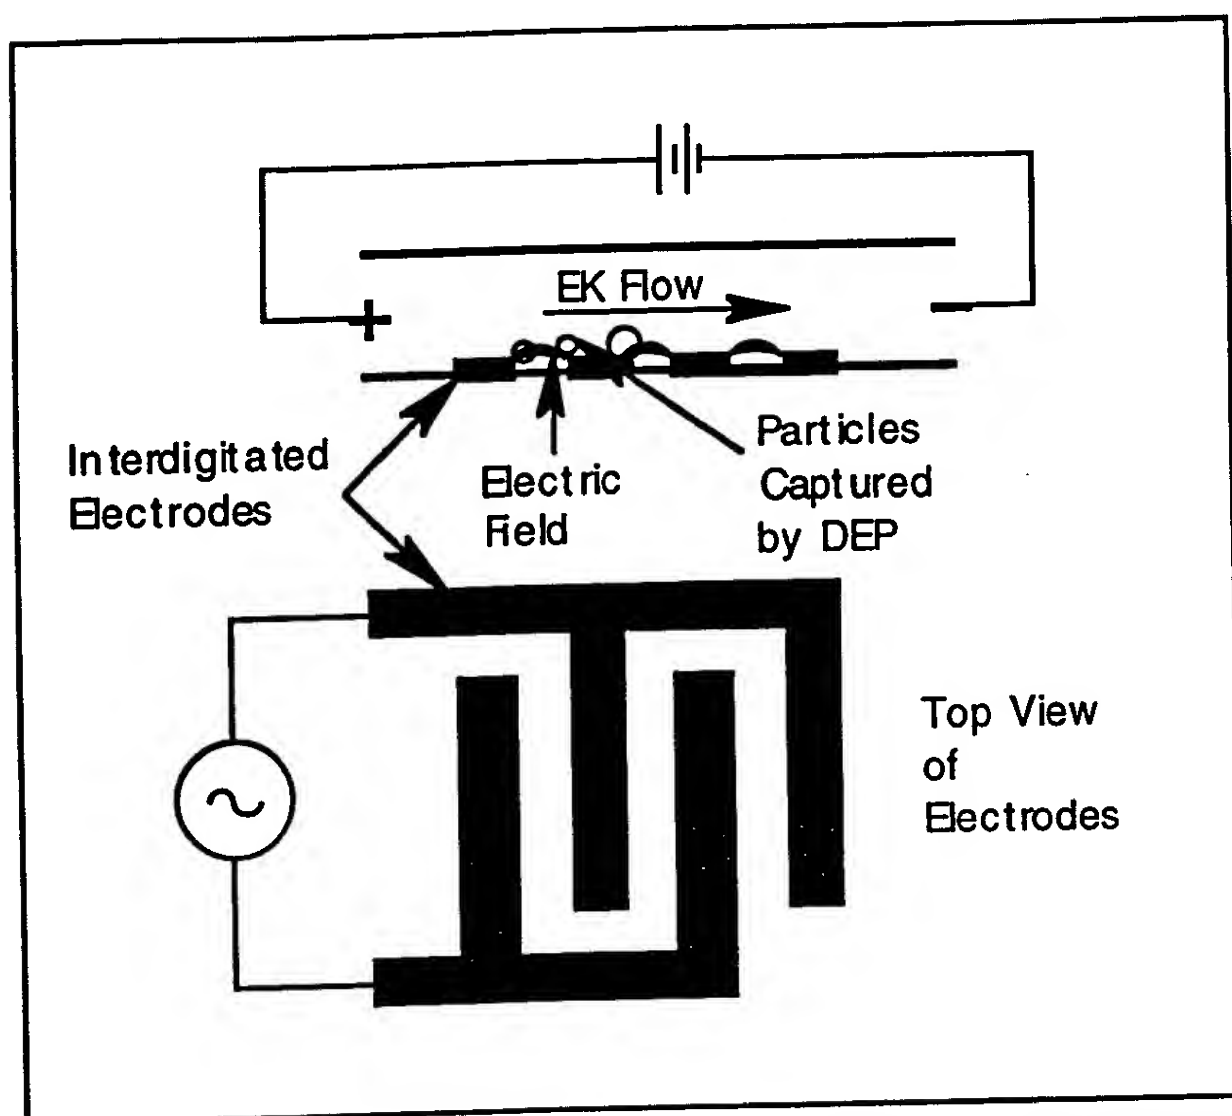 EK Flow
+
Interdigitated
Electrodes
Electric
Field
Particles
Captured
by DEP
Top View
of
Electrodes